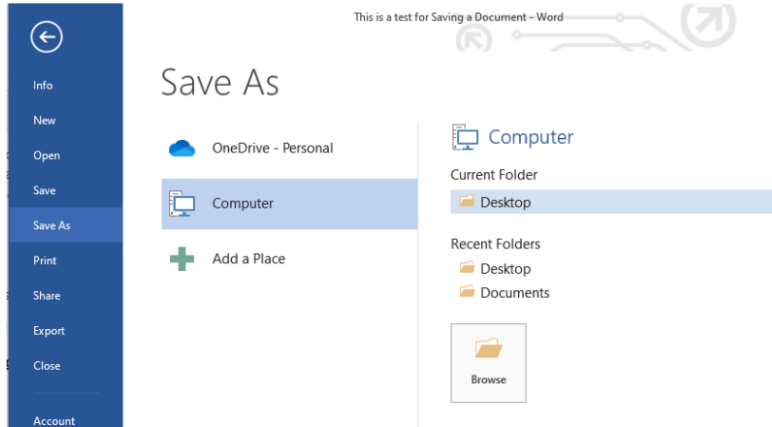 This is a test for Saving a Document - Word
Info
New
Open
Save
Save As
Print
Share
Export
Close
Account
Save As
OneDrive - Personal
Computer
Add a Place
Computer
Current Folder
Desktop
Recent Folders
Desktop
Documents
Browse